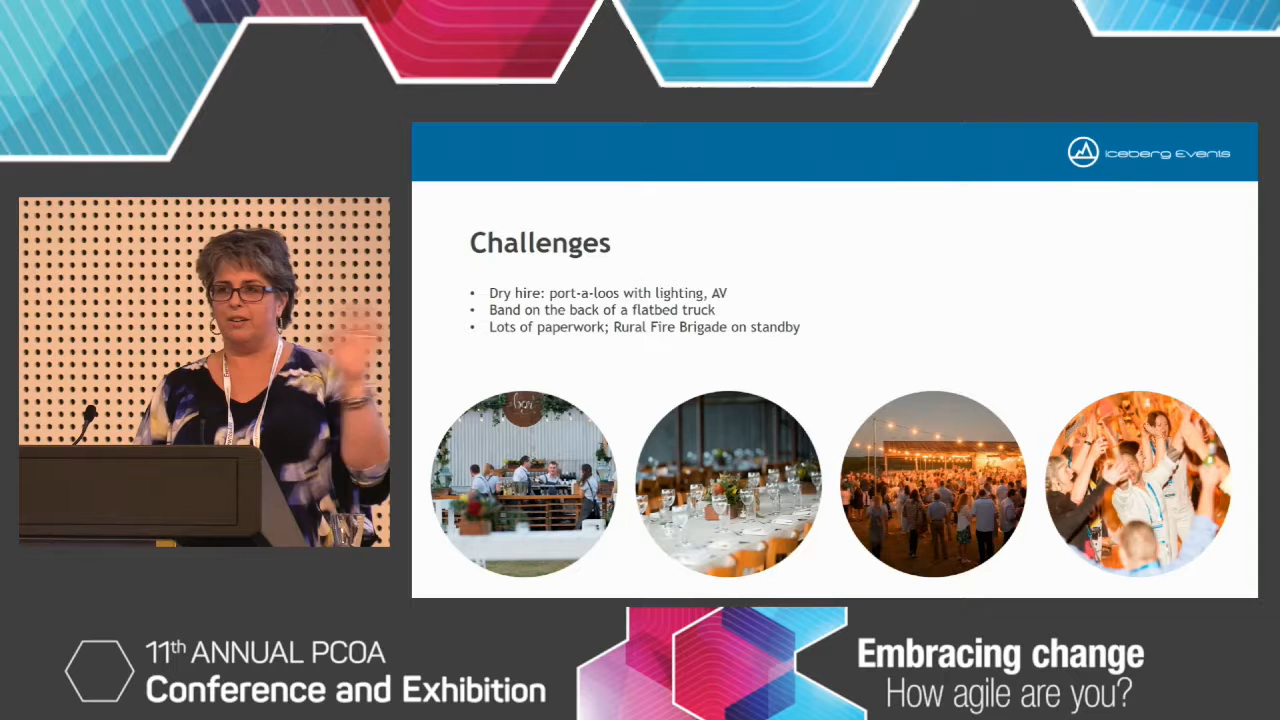 Iceberg Events
Challenges
• Dry hire: port-a-loos with lighting, AV
• Band on the back of a flatbed truck
• Lots of paperwork; Rural Fire Brigade on standby
bar
11th ANNUAL PCOA
Conference and Exhibition
Embracing change
How agile are you?